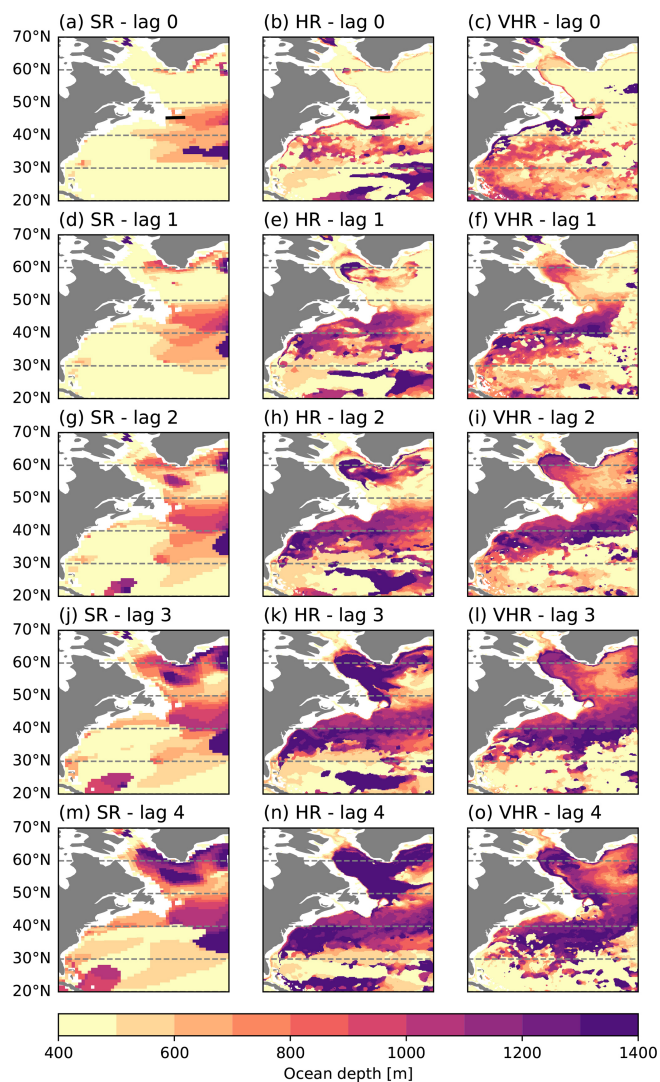 (a) SR - lag 0 (b) HR - lag 0 (c) VHR - lag 0
70°N
60°N
50°N
40°N
30°N
20°N
(d) SR - lag 1 (e) HR - lag 1 (f) VHR - lag 1
70°N
60°N
50°N
40°N
30°N
20°N
(g) SR - lag 2 (h) HR - lag 2 (i) VHR - lag 2
70°N
60°N
50°N
40°N
30°N
20°N
(j) SR - lag 3 (k) HR - lag 3 (l) VHR - lag 3
70°N
60°N
50°N
40°N
30°N
20°N
(m) SR - lag 4 (n) HR - lag 4 (o) VHR - lag 4
70°N
60°N
50°N
40°N
30°N
20°N
400 600 800 1000 1200 1400
Ocean depth [m]